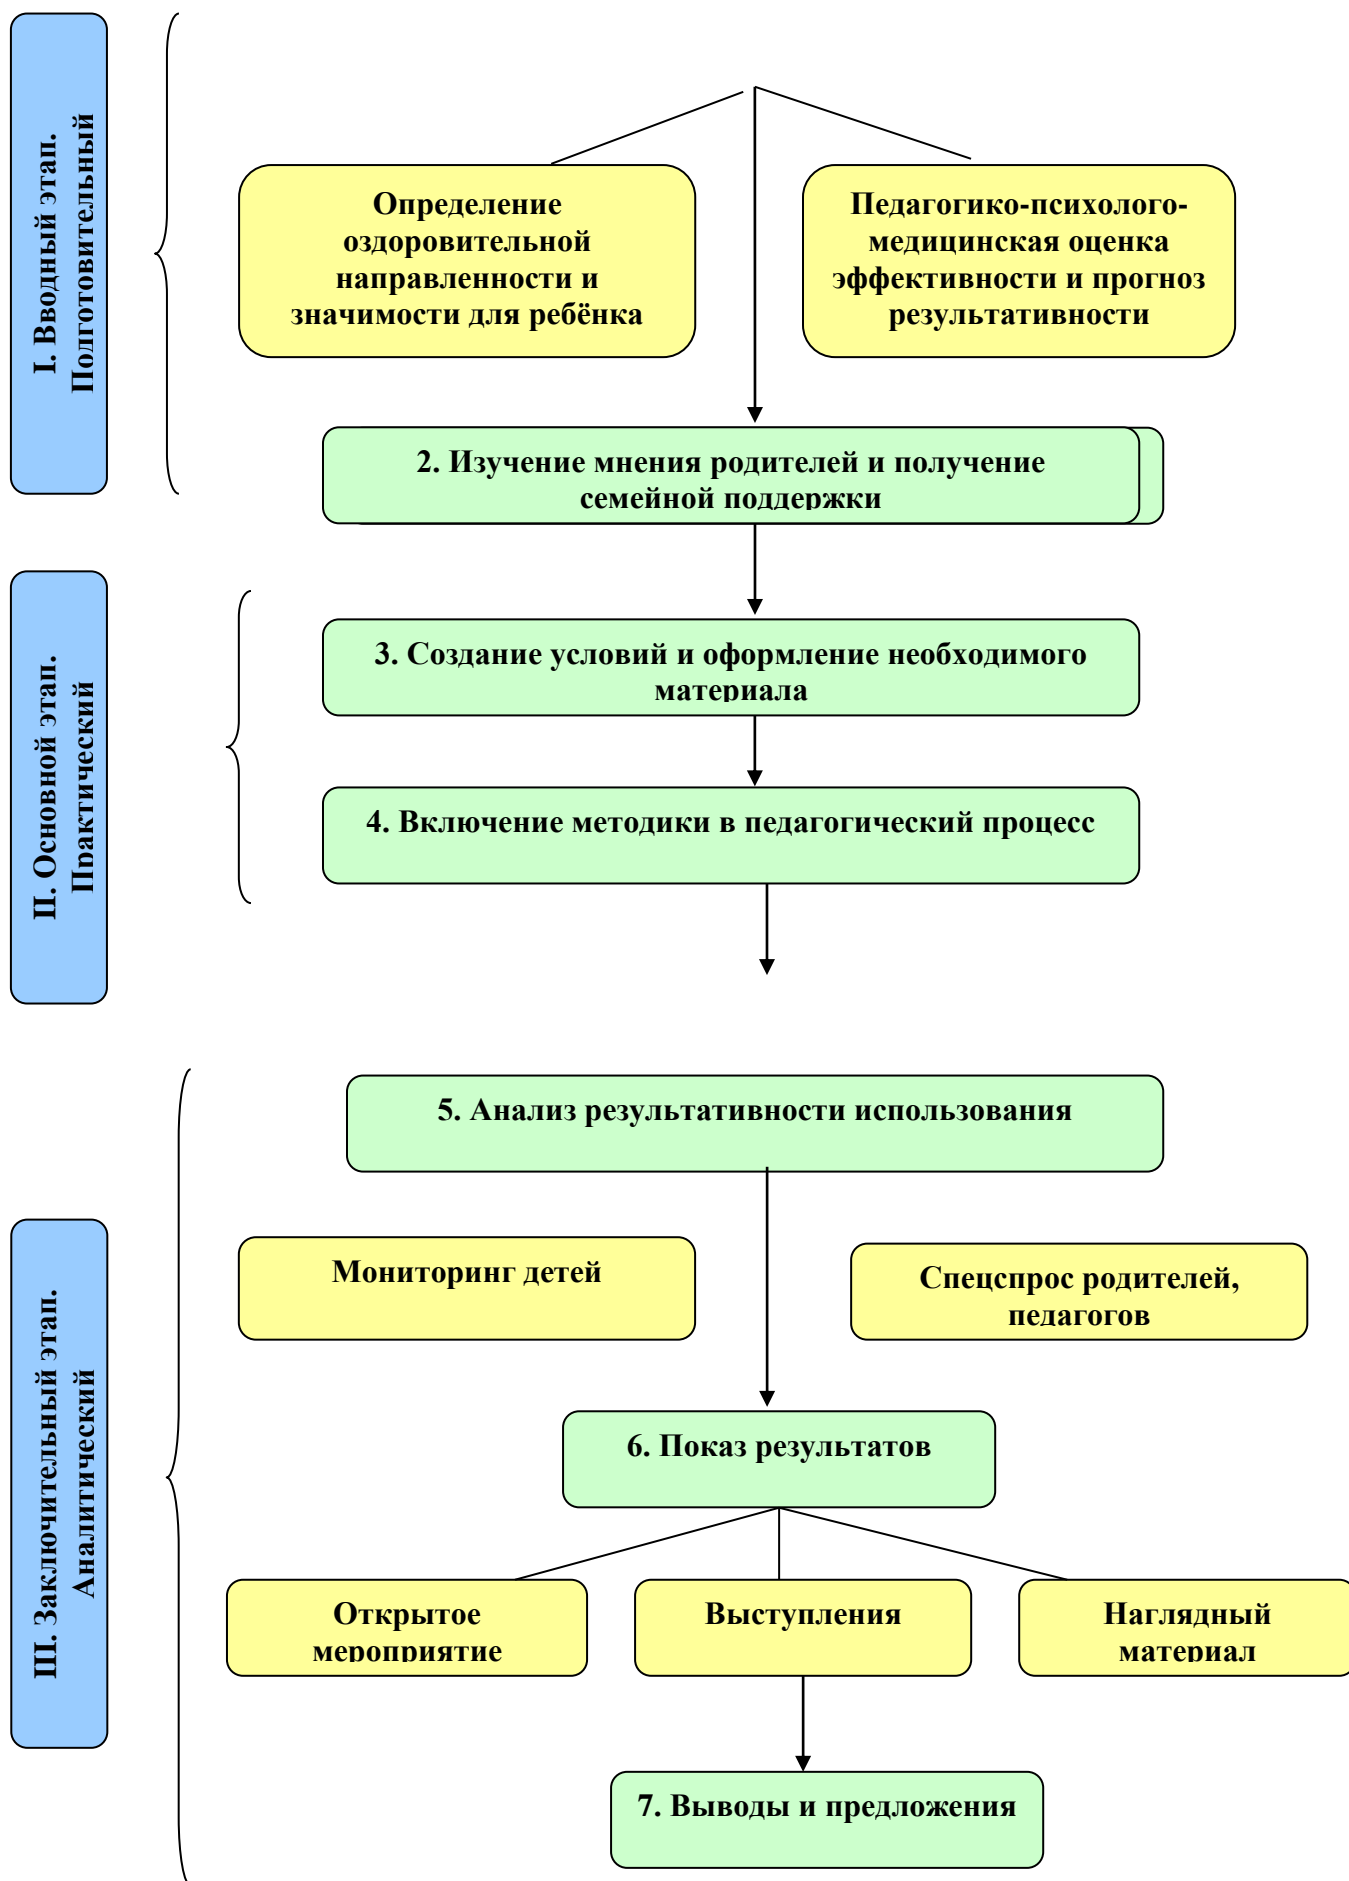 I. Вводный этап.
Подготовительный
Определение
оздоровительной
направленности и
значимости для ребёнка
Педагогико-психолого-
медицинская оценка
эффективности и прогноз
результативности
2. Изучение мнения родителей и получение
семейной поддержки
II. Основной этап.
Практический
3. Создание условий и оформление необходимого
материала
4. Включение методики в педагогический процесс
III. Заключительный этап.
Аналитический
5. Анализ результативности использования
Мониторинг детей
Спецспрос родителей,
педагогов
6. Показ результатов
Открытое
мероприятие
Выступления
Наглядный
материал
7. Выводы и предложения